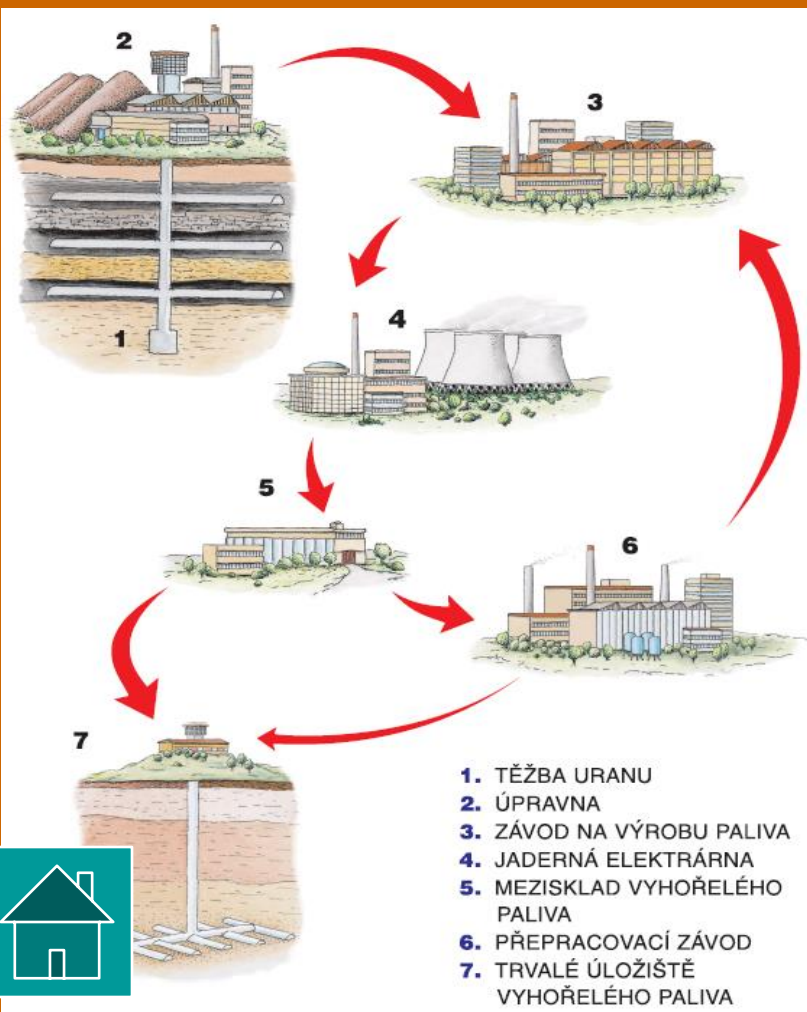 2
3
4
1
5
6
7
1. TĚŽBA URANU
2. ÚPRAVNA
3. ZÁVOD NA VÝROBU PALIVA
4. JADERNÁ ELEKTRÁRNA
5. MEZISKLAD VYHOŘELÉHO
PALIVA
6. PŘEPRACOVACÍ ZÁVOD
7. TRVALÉ ÚLOŽIŠTĚ
VYHOŘELÉHO PALIVA